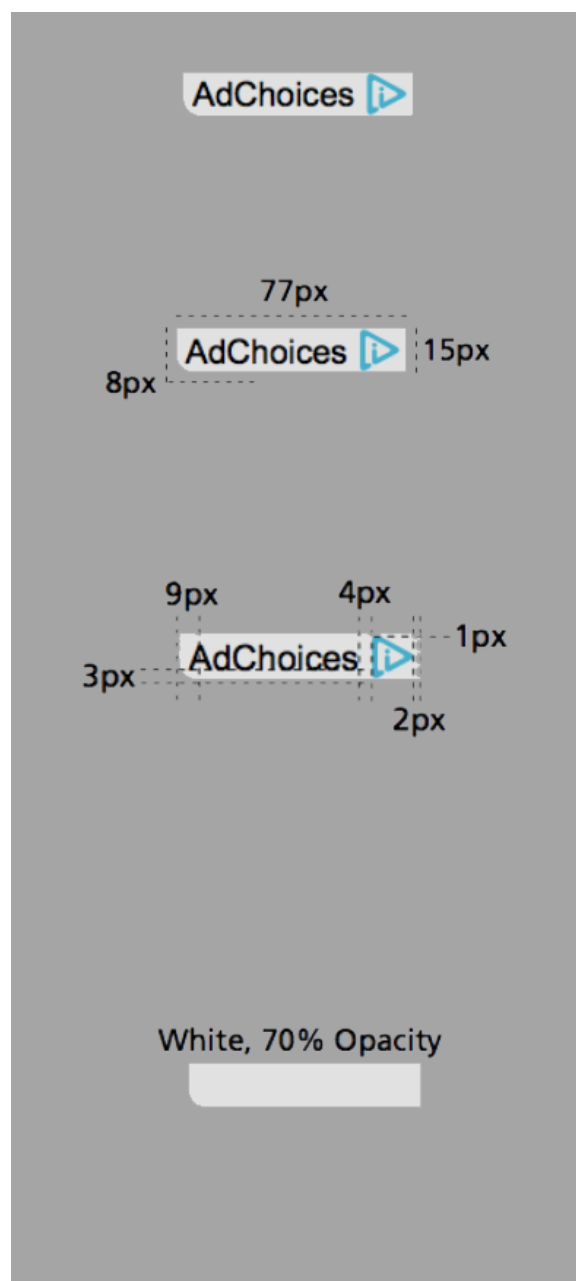 AdChoices
77px
AdChoices
15px
8px
9px
4px
AdChoices
1px
3px
2px
White, 70% Opacity